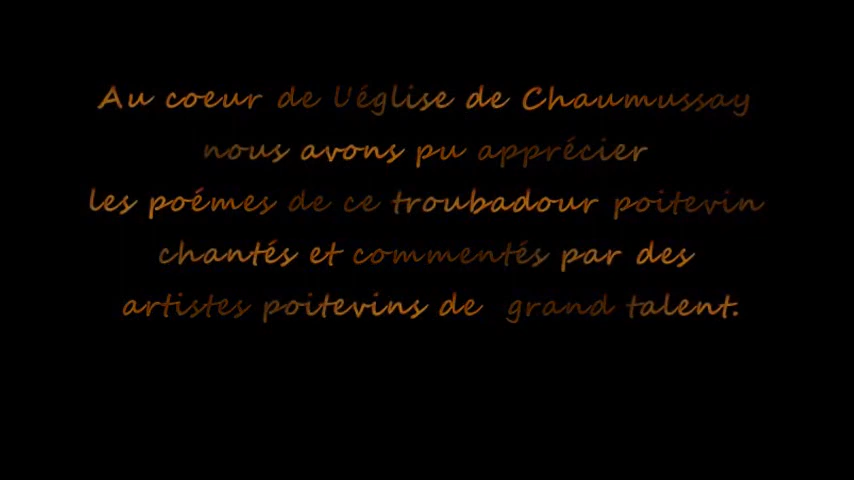 Au coeur de l'église de Chaumussay
nous avons pu apprécier
les poémes de ce troubadour poitevin
chantés et commentés par des
artistes poitevins de grand talent.